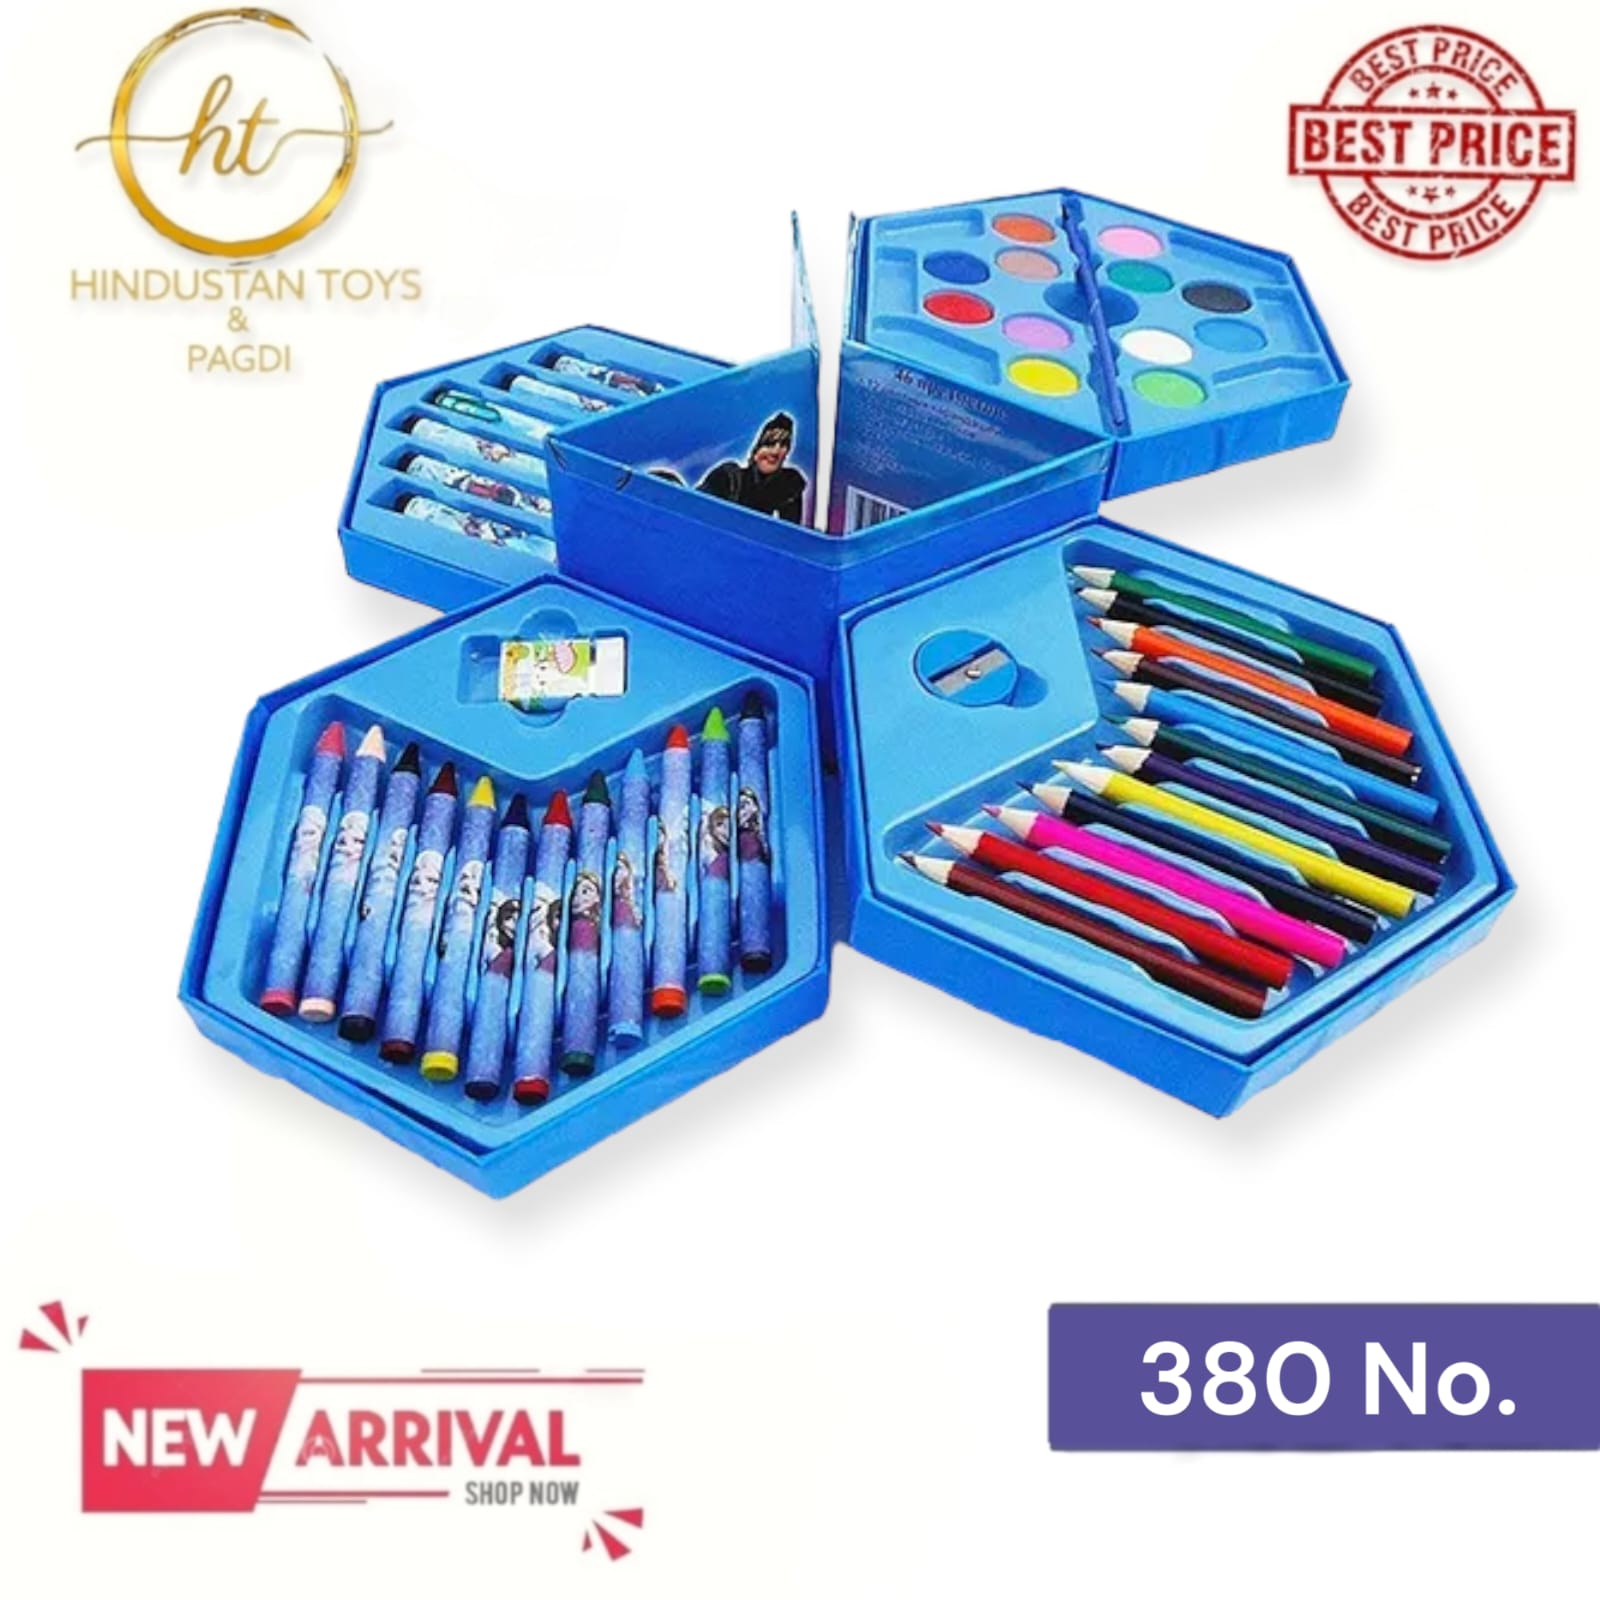 ht
HINDUSTAN TOYS
&
PAGDI
BEST PRICE
BEST PRICE
BEST PRICE
NEW ARRIVAL
SHOP NOW
380 No.